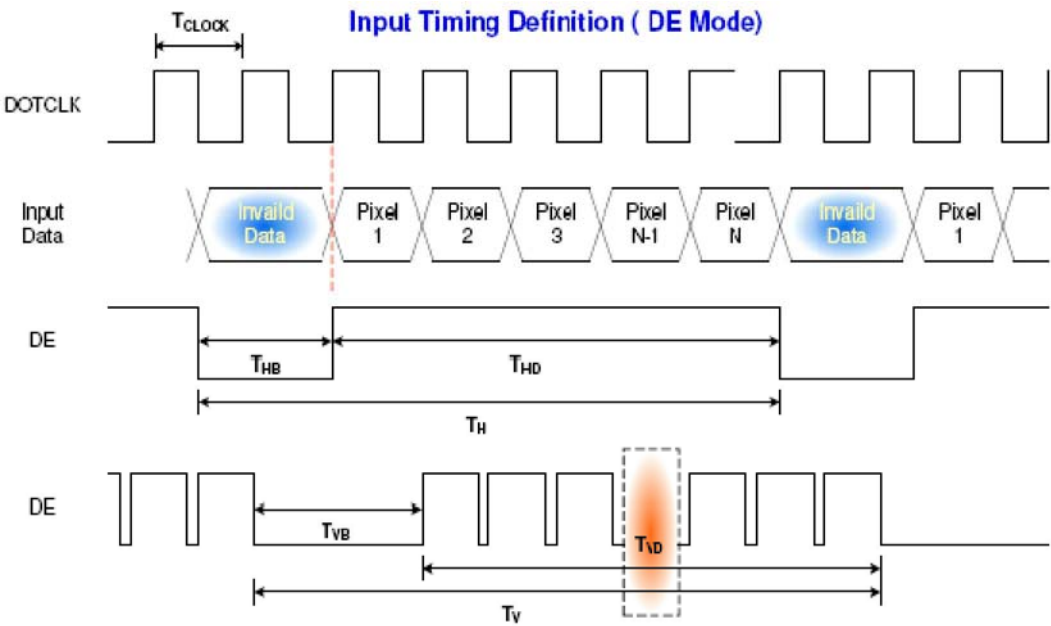 Input Timing Definition ( DE Mode)
TCLOCK
DOTCLK
Input
Data
Invaild
Data
Pixel
1
Pixel
2
Pixel
3
Pixel
N-1
Pixel
N
Invaild
Data
Pixel
1
DE
THB
THD
TH
DE
TVB
TVD
TV